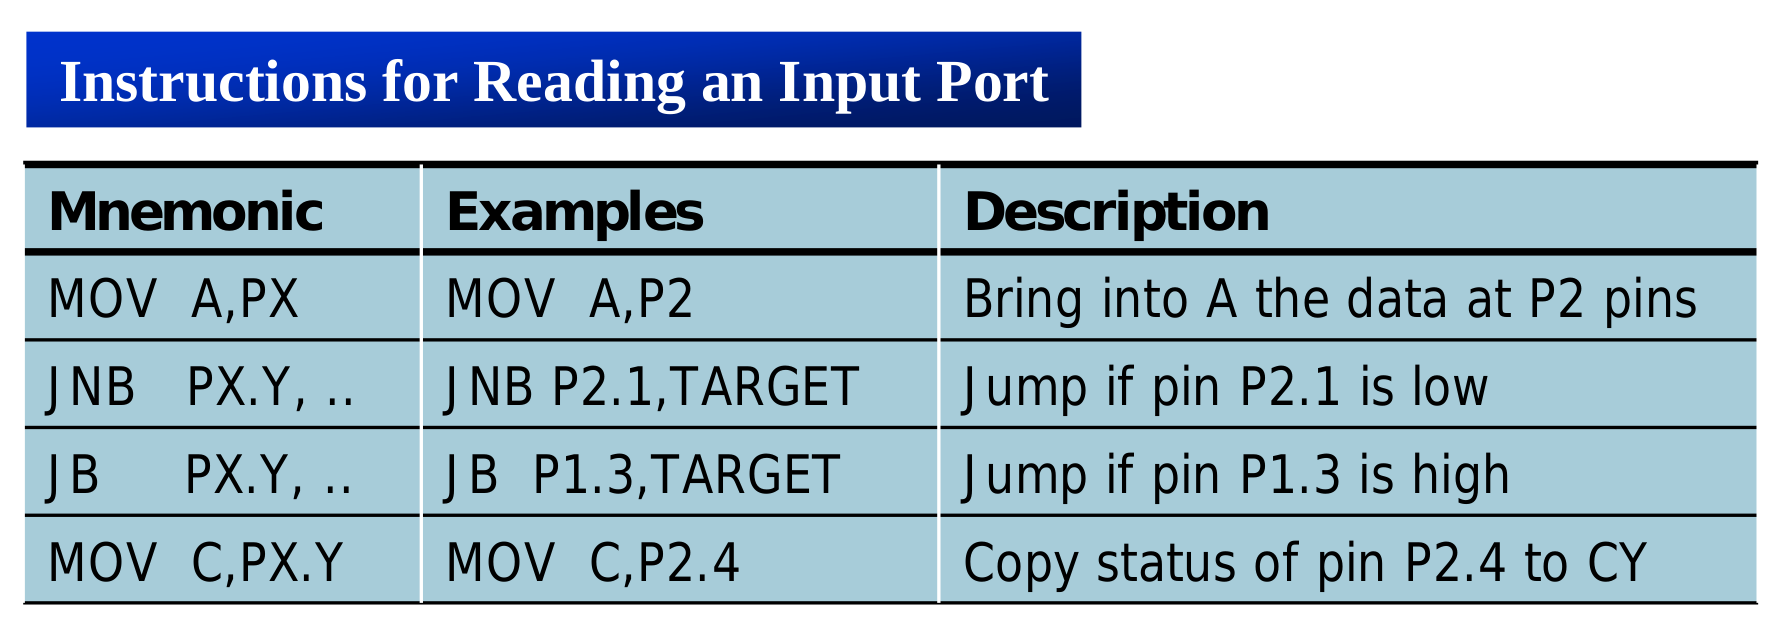 Instructions for Reading an Input Port
Mnemonic Examples Description
MOV A,PX MOV A,P2 Bring into A the data at P2 pins
JNB PX.Y, .. JNB P2.1,TARGET Jump if pin P2.1 is low
JB PX.Y, .. JB P1.3,TARGET Jump if pin P1.3 is high
MOV C,PX.Y MOV C,P2.4 Copy status of pin P2.4 to CY